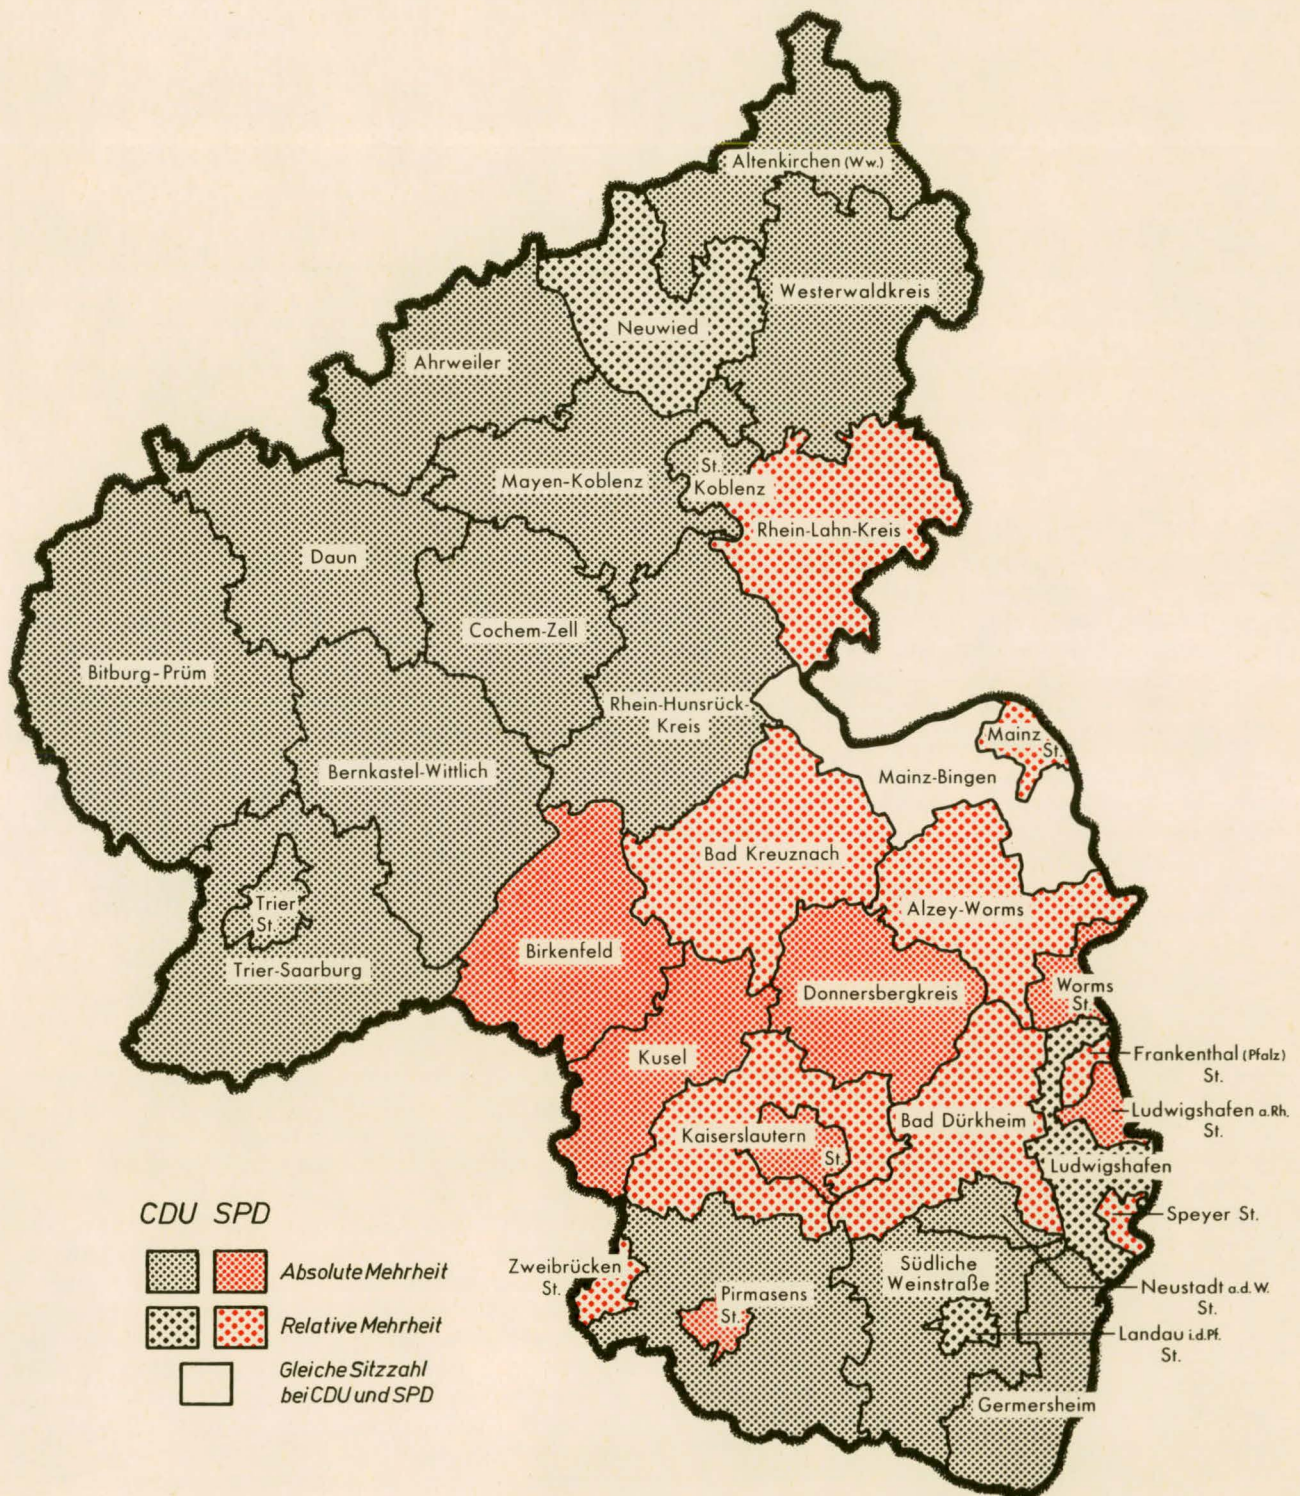 Altenkirchen (Ww.)
Westerwaldkreis
Neuwied
Ahrweiler
Mayen-Koblenz
St.
Koblenz
Rhein-Lahn-Kreis
Daun
Cochem-Zell
Bitburg-Prüm
Rhein-Hunsrück-
Kreis
Mainz
St.
Bernkastel-Wittlich
Mainz-Bingen
Bad Kreuznach
Trier
St.
Alzey-Worms
Birkenfeld
Trier-Saarburg
Donnersbergkreis
Worms
St.
Kusel
Frankenthal (Pfalz)
St.
Ludwigshafen a.Rh.
St.
Bad Dürkheim
Kaiserslautern
St.
Ludwigshafen
Speyer St.
CDU SPD
Absolute Mehrheit
Relative Mehrheit
Gleiche Sitzzahl
bei CDU und SPD
Zweibrücken
St.
Pirmasens
St.
Südliche
Weinstraße
Neustadt a.d.W.
St.
Landau i.d.Pf.
St.
Germersheim